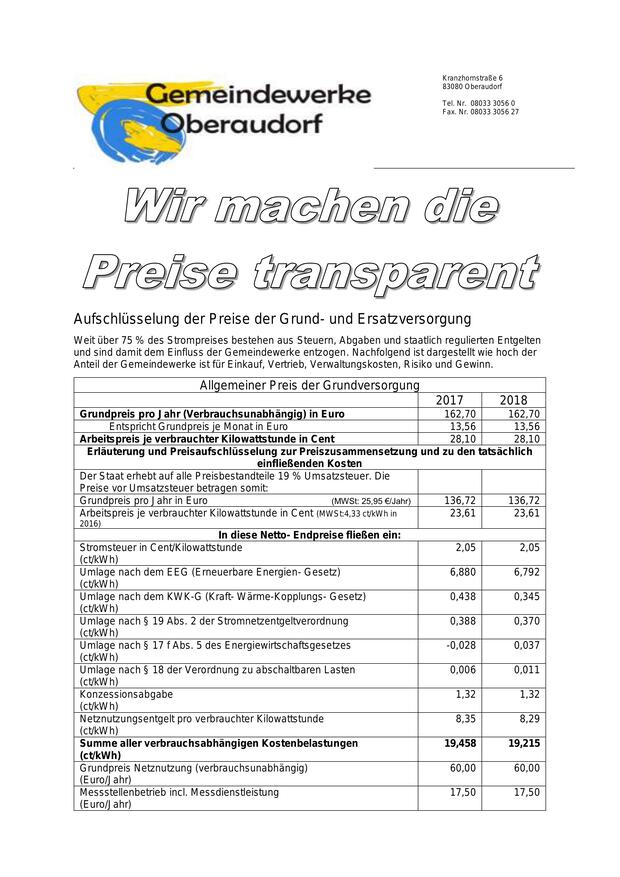 Gemeindewerke
Oberaudorf
Kranzhornstraße 6
83080 Oberaudorf
Tel. Nr. 08033 3056 0
Fax. Nr. 08033 3056 27
Wir machen die
Preise transparent
Aufschlüsselung der Preise der Grund- und Ersatzversorgung
Weit über 75 % des Strompreises bestehen aus Steuern, Abgaben und staatlich regulierten Entgelten
und sind damit dem Einfluss der Gemeindewerke entzogen. Nachfolgend ist dargestellt wie hoch der
Anteil der Gemeindewerke ist für Einkauf, Vertrieb, Verwaltungskosten, Risiko und Gewinn.
Allgemeiner Preis der Grundversorgung
2017 2018
Grundpreis pro Jahr (Verbrauchsunabhängig) in Euro 162,70 162,70
Entspricht Grundpreis je Monat in Euro 13,56 13,56
Arbeitspreis je verbrauchter Kilowattstunde in Cent 28,10 28,10
Erläuterung und Preisaufschlüsselung zur Preiszusammensetzung und zu den tatsächlich
einfließenden Kosten
Der Staat erhebt auf alle Preisbestandteile 19 % Umsatzsteuer. Die
Preise vor Umsatzsteuer betragen somit:
Grundpreis pro Jahr in Euro (MWSt: 25,95 €/Jahr) 136,72 136,72
Arbeitspreis je verbrauchter Kilowattstunde in Cent (MWSt:4,33 ct/kWh in 23,61 23,61
2016)
In diese Netto- Endpreise fließen ein:
Stromsteuer in Cent/Kilowattstunde 2,05 2,05
(ct/kWh)
Umlage nach dem EEG (Erneuerbare Energien- Gesetz) 6,880 6,792
(ct/kWh)
Umlage nach dem KWK-G (Kraft- Wärme-Kopplungs- Gesetz) 0,438 0,345
(ct/kWh)
Umlage nach § 19 Abs. 2 der Stromnetzentgeltverordnung 0,388 0,370
(ct/kWh)
Umlage nach § 17 f Abs. 5 des Energiewirtschaftsgesetzes -0,028 0,037
(ct/kWh)
Umlage nach § 18 der Verordnung zu abschaltbaren Lasten 0,006 0,011
(ct/kWh)
Konzessionsabgabe 1,32 1,32
(ct/kWh)
Netznutzungsentgelt pro verbrauchter Kilowattstunde 8,35 8,29
(ct/kWh)
Summe aller verbrauchsabhängigen Kostenbelastungen 19,458 19,215
(ct/kWh)
Grundpreis Netznutzung (verbrauchsunabhängig) 60,00 60,00
(Euro/Jahr)
Messstellenbetrieb incl. Messdienstleistung 17,50 17,50
(Euro/Jahr)